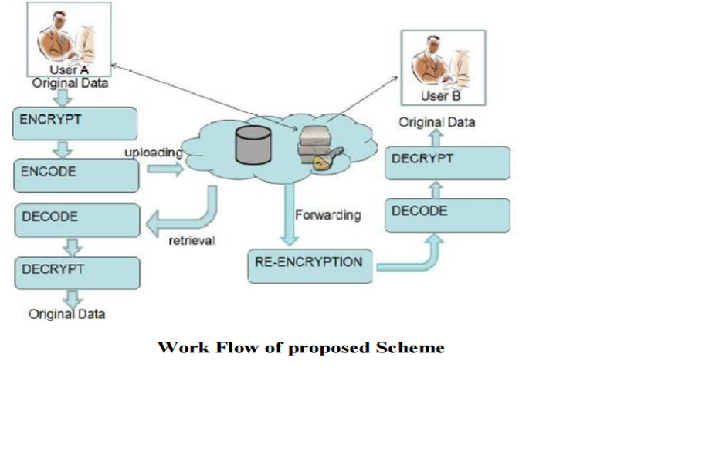 User A
Original Data
ENCRYPT
ENCODE
uploading
DECODE
retrieval
DECRYPT
Original Data
Forwarding
RE-ENCRYPTION
User B
Original Data
DECRYPT
DECODE
Work Flow of proposed Scheme